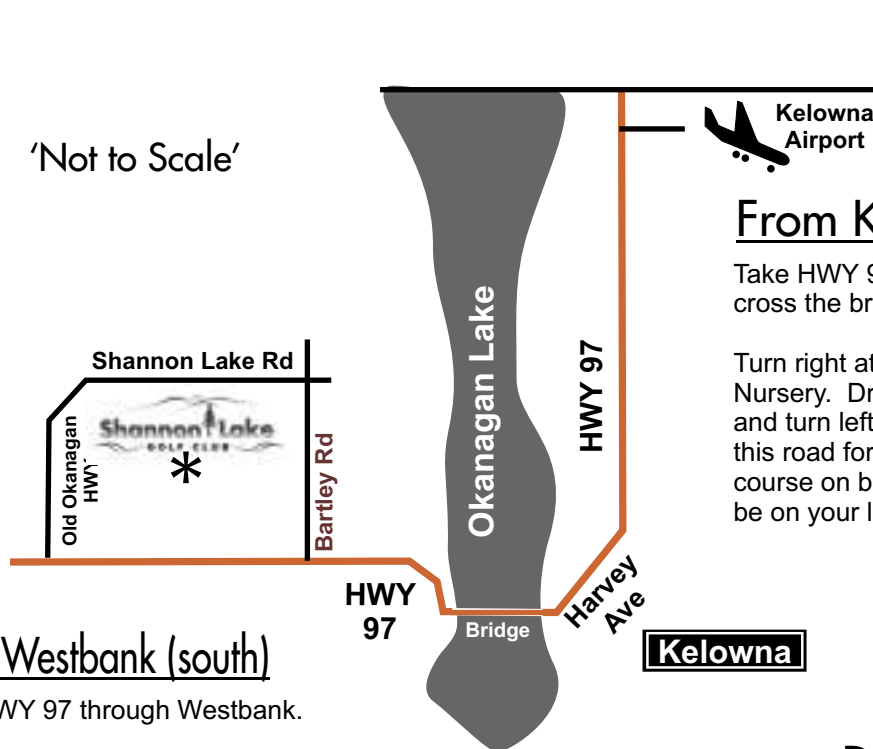 'Not to Scale'
Kelowna
Airport
From K
Take HWY 9
cross the br
Turn right at
Nursery. Dr
and turn left
this road for
course on b
be on your l
Okanagan Lake
HWY 97
Shannon Lake Rd
Shannon Lake
GOLF CLUB
*
Old Okanagan
HWY
Bartley Rd
HWY
97
Bridge
Harvey
Ave
Kelowna
Westbank (south)
WY 97 through Westbank.